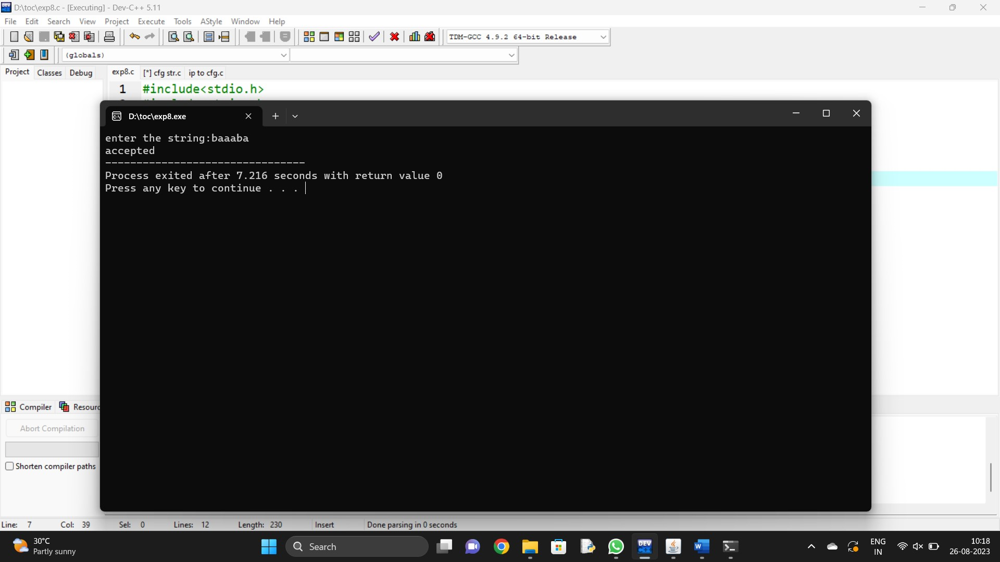 D:\toc\exp8.c - [Executing] - Dev-C++ 5.11
File Edit Search View Project Execute Tools AStyle Window Help
TDM-GCC 4.9.2 64-bit Release
(globals)
Project Classes Debug
exp8.c [*] cfg str.c ip to cfg.c
1 #include<stdio.h>
D:\toc\exp8.exe
enter the string:baaaba
accepted
--------------------------------
Process exited after 7.216 seconds with return value 0
Press any key to continue . . .
Compiler
Abort Compilation
Shorten compiler paths
Line: 7 Col: 39 Sel: 0 Lines: 12 Length: 230 Insert Done parsing in 0 seconds
30°C
Partly sunny
Search
DEV
C++
W
ENG
IN
10:18
26-08-2023